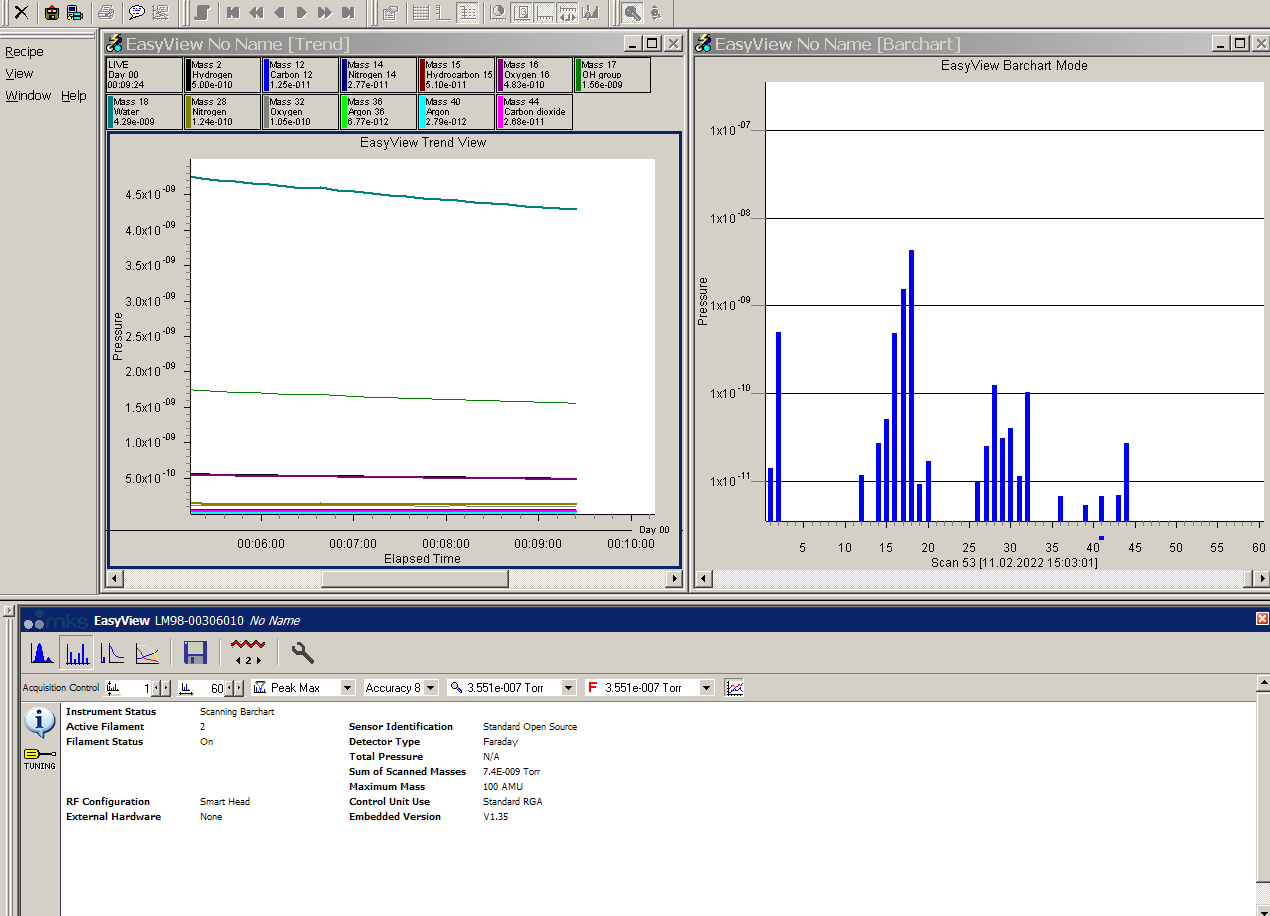 EasyView No Name [Trend]
EasyView No Name [Barchart]
Recipe
View
Window Help
LIVE
Day 00
00:09:24
Mass 2
Hydrogen
5.00e-010
Mass 12
Carbon 12
1.25e-011
Mass 14
Nitrogen 14
2.77e-011
Mass 15
Hydrocarbon 15
5.10e-011
Mass 16
Oxygen 16
4.83e-010
Mass 17
OH group
1.56e-009
Mass 18
Water
4.29e-009
Mass 28
Nitrogen
1.24e-010
Mass 32
Oxygen
1.05e-010
Mass 36
Argon 36
6.77e-012
Mass 40
Argon
2.79e-012
Mass 44
Carbon dioxide
2.68e-011
EasyView Trend View
4.5x10 -09
4.0x10 -09
3.5x10 -09
3.0x10 -09
2.5x10 -09
2.0x10 -09
1.5x10 -09
1.0x10 -09
5.0x10 -10
Pressure
Day 00
00:06:00 00:07:00 00:08:00 00:09:00 00:10:00
Elapsed Time
EasyView Barchart Mode
1x10 -07
1x10 -08
1x10 -09
1x10 -10
1x10 -11
Pressure
5 10 15 20 25 30 35 40 45 50 55 60
Scan 53 [11.02.2022 15:03:01]
mks EasyView LM98-00306010 No Name
2
Acquisition Control 1 60 Peak Max Accuracy 8 3.551e-007 Torr F 3.551e-007 Torr
TUNING
Instrument Status Scanning Barchart
Active Filament 2 Sensor Identification Standard Open Source
Filament Status On Detector Type Faraday
Total Pressure N/A
Sum of Scanned Masses 7.4E-009 Torr
Maximum Mass 100 AMU
RF Configuration Smart Head Control Unit Use Standard RGA
External Hardware None Embedded Version V1.35